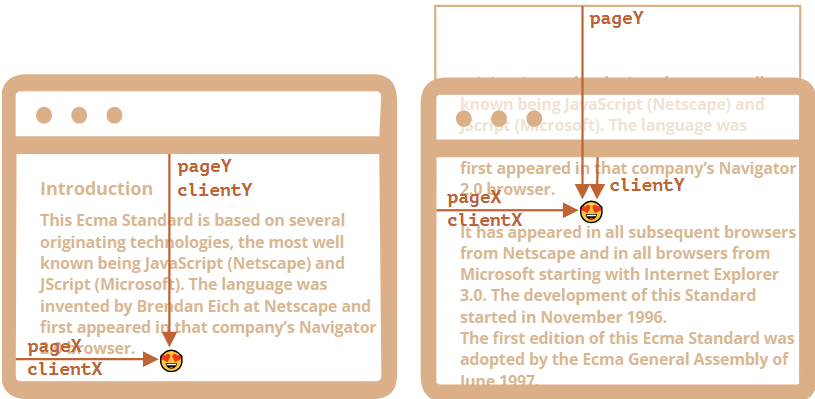 pageY
clientY
Introduction
This Ecma Standard is based on several
originating technologies, the most well
known being JavaScript (Netscape) and
JScript (Microsoft). The language was
invented by Brendan Eich at Netscape and
first appeared in that company’s Navigator
2.0 browser.
pageX
clientX
pageY
known being JavaScript (Netscape) and
JScript (Microsoft). The language was
first appeared in that company’s Navigator
2.0 browser.
clientY
pageX
clientX
It has appeared in all subsequent browsers
from Netscape and in all browsers from
Microsoft starting with Internet Explorer
3.0. The development of this Standard
started in November 1996.
The first edition of this Ecma Standard was
adopted by the Ecma General Assembly of
June 1997.